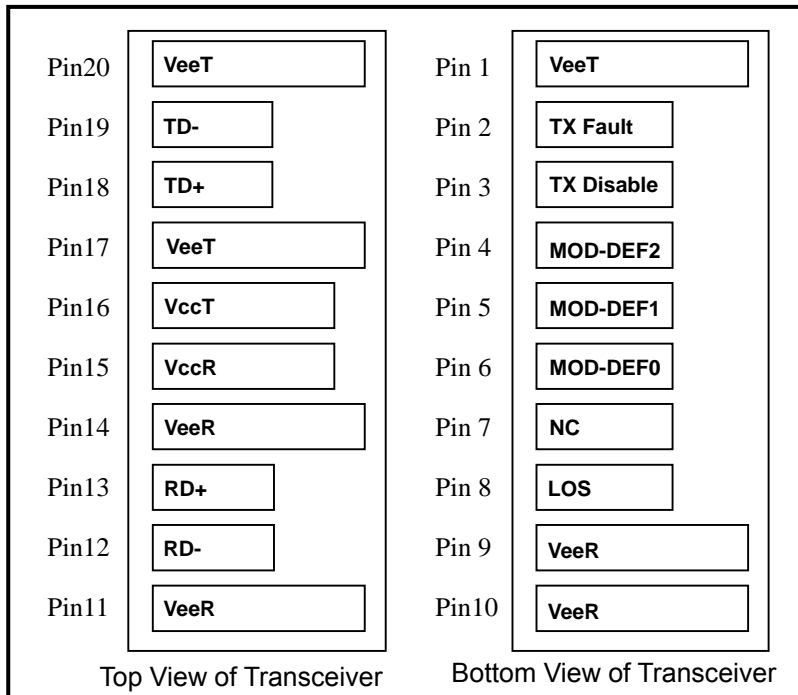 Pin20 VeeT Pin 1 VeeT
Pin19 TD- Pin 2 TX Fault
Pin18 TD+ Pin 3 TX Disable
Pin17 VeeT Pin 4 MOD-DEF2
Pin16 VccT Pin 5 MOD-DEF1
Pin15 VccR Pin 6 MOD-DEF0
Pin14 VeeR Pin 7 NC
Pin13 RD+ Pin 8 LOS
Pin12 RD- Pin 9 VeeR
Pin11 VeeR Pin10 VeeR
Top View of Transceiver Bottom View of Transceiver